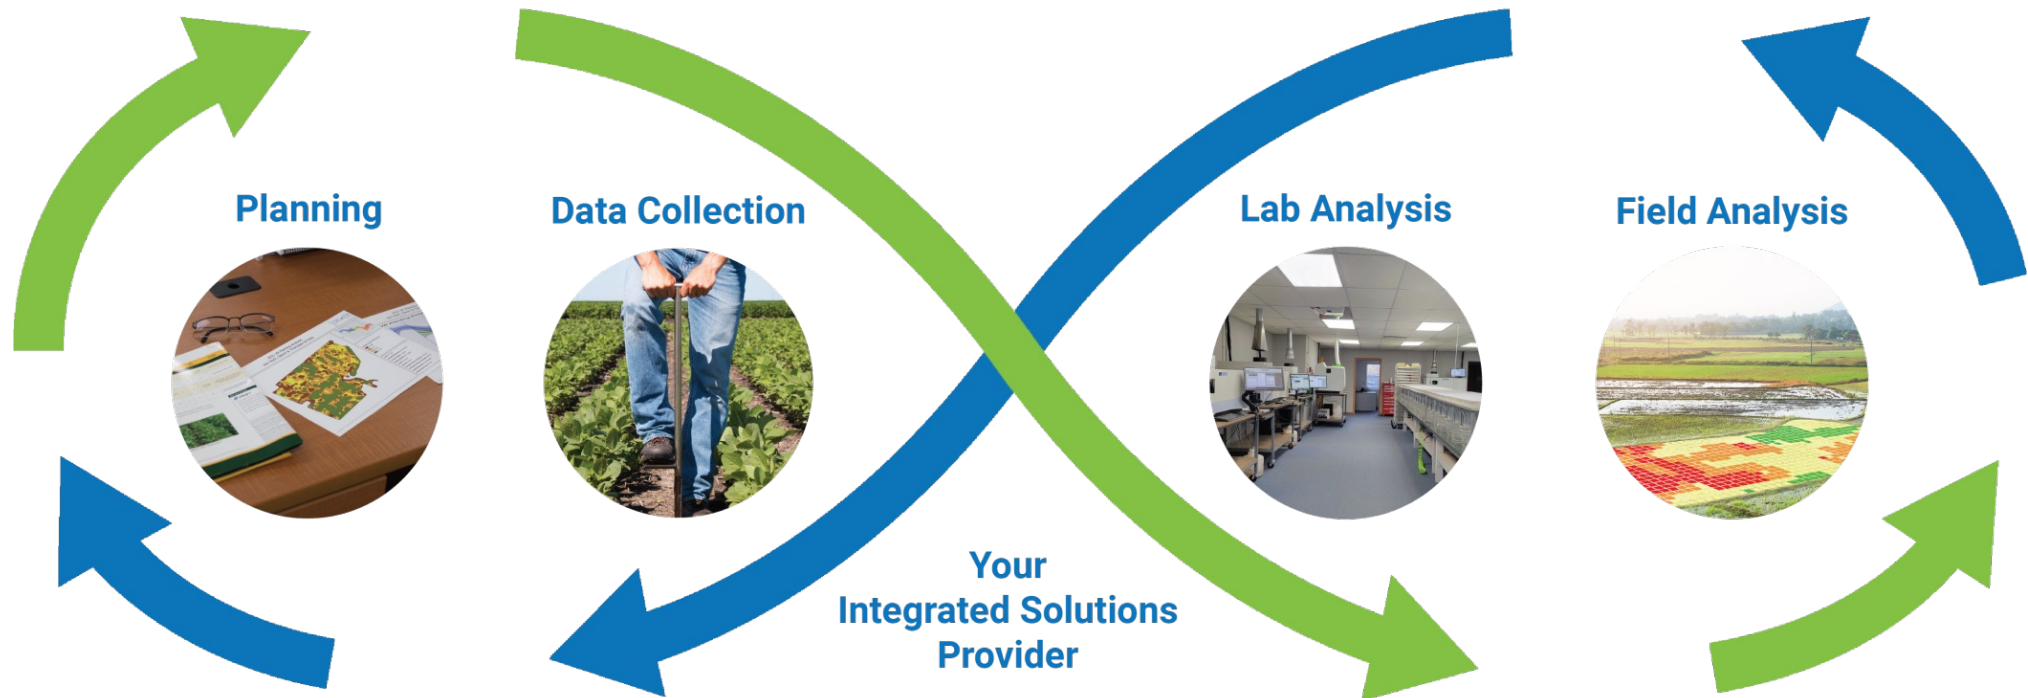 Planning
Data Collection
Lab Analysis
Field Analysis
Your
Integrated Solutions
Provider